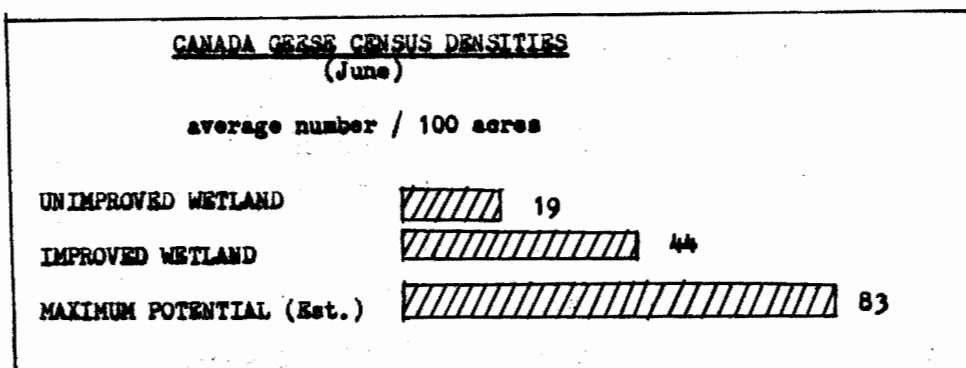 CANADA GEESE CENSUS DENSITIES
(June)
average number / 100 acres
UNIMPROVED WETLAND 19
IMPROVED WETLAND 44
MAXIMUM POTENTIAL (Est.) 83